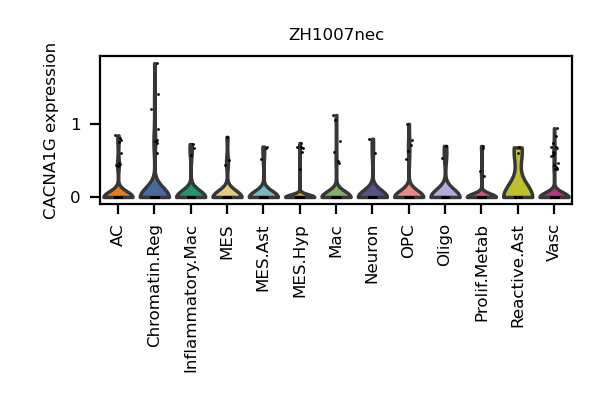 ZH1007nec
CACNA1G expression
1
0
AC
Chromatin.Reg
Inflammatory.Mac
MES
MES.Ast
MES.Hyp
Mac
Neuron
OPC
Oligo
Prolif.Metab
Reactive.Ast
Vasc